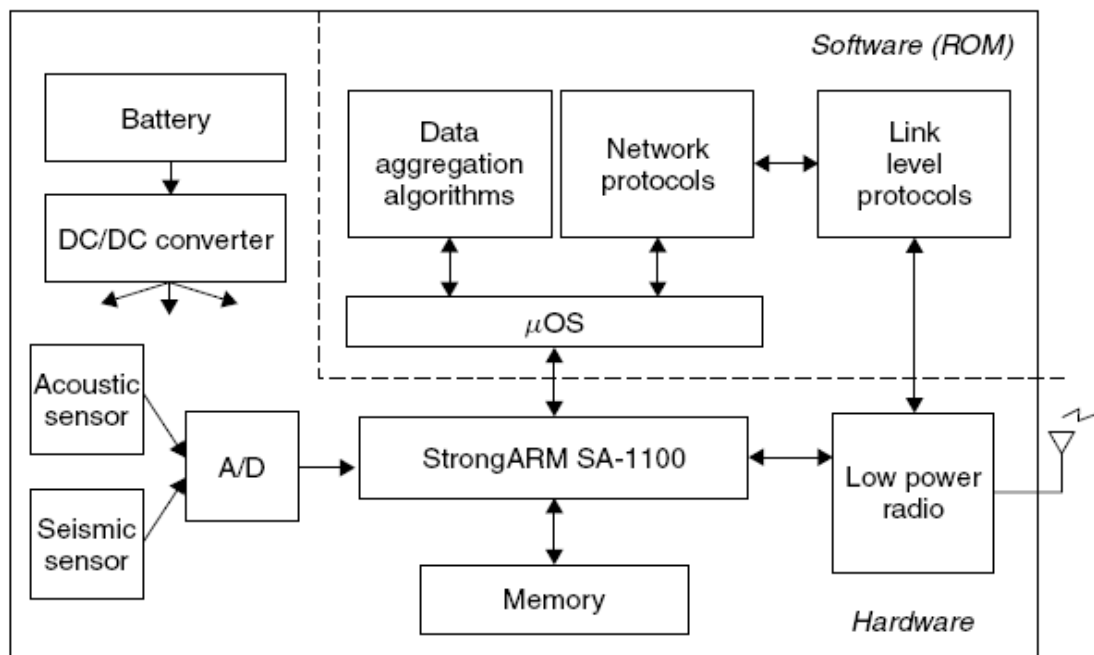 Software (ROM)
Battery
Data
aggregation
algorithms
Network
protocols
Link
level
protocols
DC/DC converter
μOS
Acoustic
sensor
A/D
StrongARM SA-1100
Low power
radio
Seismic
sensor
Memory
Hardware